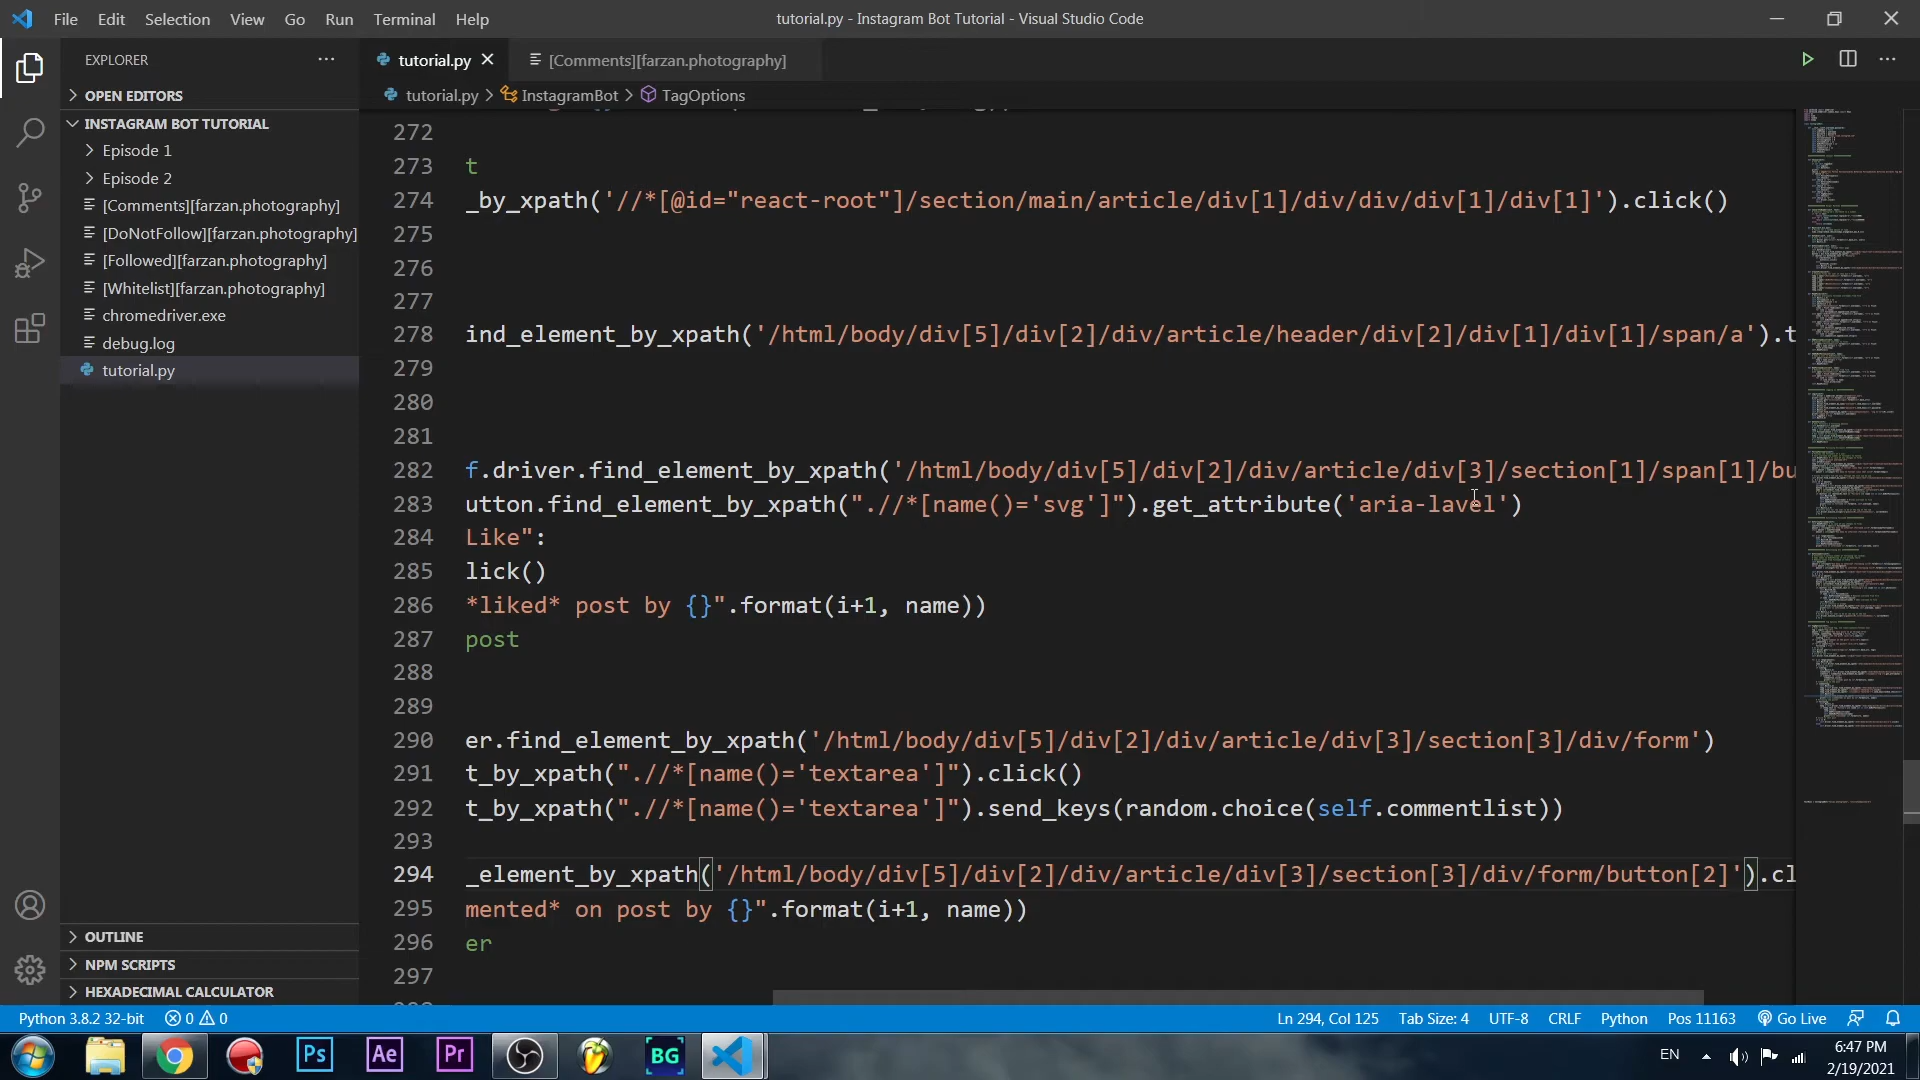 File Edit Selection View Go Run Terminal Help
tutorial.py - Instagram Bot Tutorial - Visual Studio Code
EXPLORER
OPEN EDITORS
INSTAGRAM BOT TUTORIAL
Episode 1
Episode 2
[Comments][farzan.photography]
[DoNotFollow][farzan.photography]
[Followed][farzan.photography]
[Whitelist][farzan.photography]
chromedriver.exe
debug.log
tutorial.py
OUTLINE
NPM SCRIPTS
HEXADECIMAL CALCULATOR
tutorial.py
[Comments][farzan.photography]
tutorial.py > InstagramBot > TagOptions
272
273 t
274 _by_xpath('//*[@id="react-root"]/section/main/article/div[1]/div/div/div[1]/div[1]').click()
275
276
277
278 ind_element_by_xpath('/html/body/div[5]/div[2]/div/article/header/div[2]/div[1]/div[1]/span/a').t
279
280
281
282 f.driver.find_element_by_xpath('/html/body/div[5]/div[2]/div/article/div[3]/section[1]/span[1]/bu
283 utton.find_element_by_xpath(".//*[name()='svg']").get_attribute('aria-lavel')
284 Like":
285 lick()
286 *liked* post by {}".format(i+1, name))
287 post
288
289
290 er.find_element_by_xpath('/html/body/div[5]/div[2]/div/article/div[3]/section[3]/div/form')
291 t_by_xpath(".//*[name()='textarea']").click()
292 t_by_xpath(".//*[name()='textarea']").send_keys(random.choice(self.commentlist))
293
294 _element_by_xpath('/html/body/div[5]/div[2]/div/article/div[3]/section[3]/div/form/button[2]').cl
295 mented* on post by {}".format(i+1, name))
296 er
297
Python 3.8.2 32-bit 0 0
Ln 294, Col 125 Tab Size: 4 UTF-8 CRLF Python Pos 11163 Go Live
Ps Ae Pr BG
EN
6:47 PM
2/19/2021